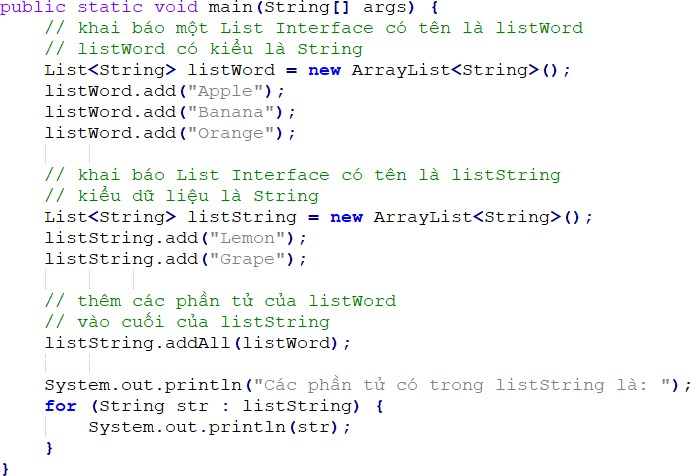 public static void main(String[] args) {
// khai báo một List Interface có tên là listWord
// listWord có kiểu là String
List<String> listWord = new ArrayList<String>();
listWord.add("Apple");
listWord.add("Banana");
listWord.add("Orange");
// khai báo List Interface có tên là listString
// kiểu dữ liệu là String
List<String> listString = new ArrayList<String>();
listString.add("Lemon");
listString.add("Grape");
// thêm các phần tử của listWord
// vào cuối của listString
listString.addAll(listWord);
System.out.println("Các phần tử có trong listString là: ");
for (String str : listString) {
System.out.println(str);
}
}